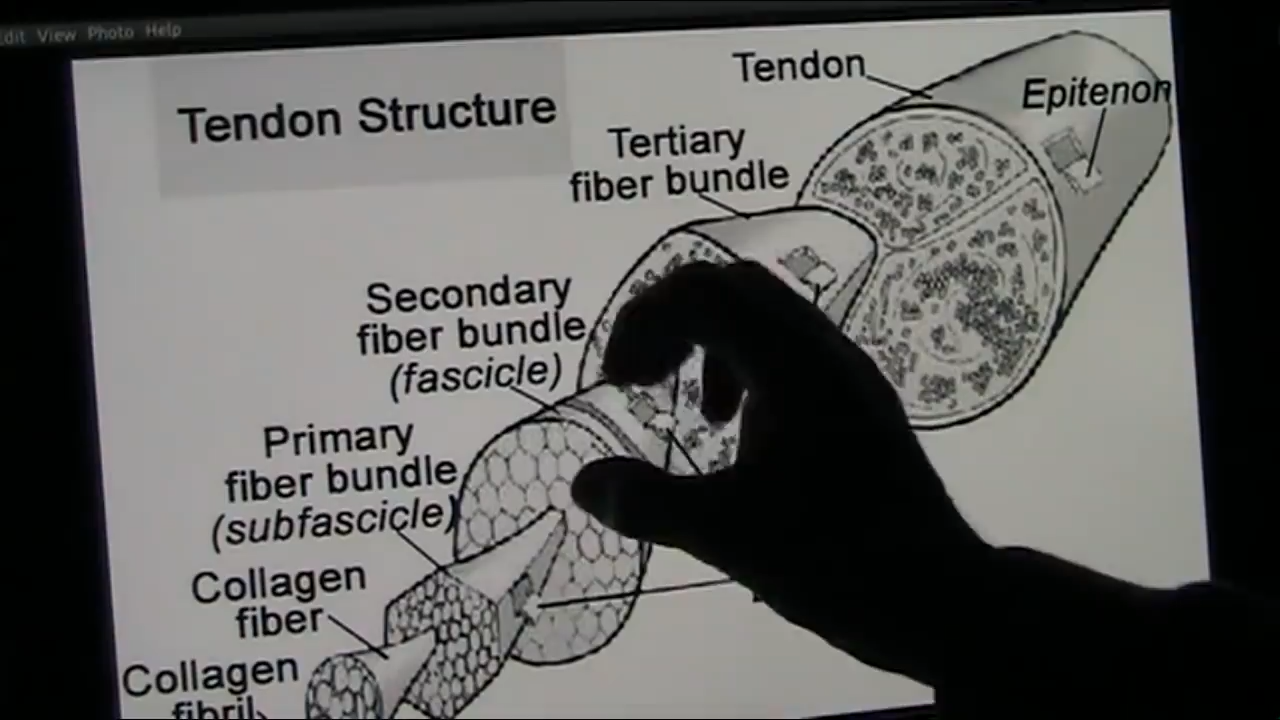 Edit View Photo Help
Tendon Structure
Tendon
Epitenon
Tertiary
fiber bundle
Secondary
fiber bundle
(fascicle)
Primary
fiber bundle
(subfascicle)
Collagen
fiber
Collagen
fibril